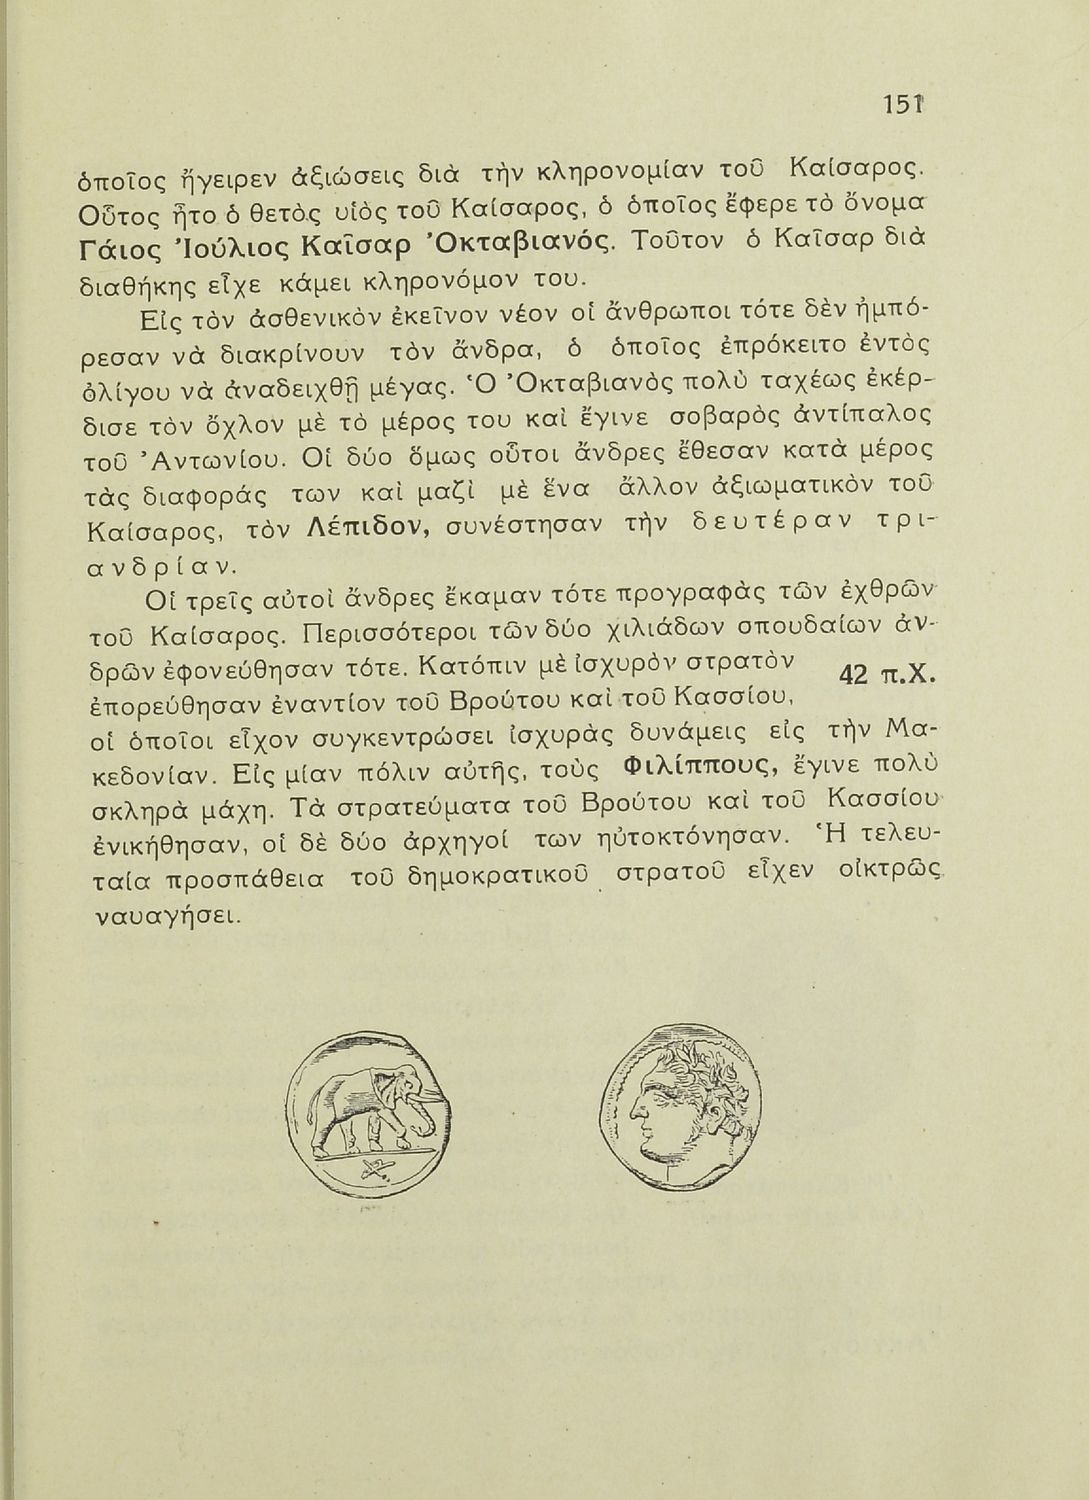 151
ὁποῖος ἤγειρεν ἀξιώσεις διὰ τὴν κληρονομίαν τοῦ Καίσαρος.
Οὗτος ἦτο ὁ θετὸς υἱὸς τοῦ Καίσαρος, ὁ ὁποῖος ἔφερε τὸ ὄνομα
Γάιος Ἰούλιος Καῖσαρ Ὀκταβιανός. Τοῦτον ὁ Καῖσαρ διὰ
διαθήκης εἶχε κάμει κληρονόμον του.
Εἰς τὸν ἀσθενικὸν ἐκεῖνον νέον οἱ ἄνθρωποι τότε δὲν ἠμπό-
ρεσαν νὰ διακρίνουν τὸν ἄνδρα, ὁ ὁποῖος ἐπρόκειτο ἐντὸς
ὀλίγου νὰ ἀναδειχθῇ μέγας. Ὁ Ὀκταβιανὸς πολὺ ταχέως ἐκέρ-
δισε τὸν ὄχλον μὲ τὸ μέρος του καὶ ἔγινε σοβαρὸς ἀντίπαλος
τοῦ Ἀντωνίου. Οἱ δύο ὅμως οὗτοι ἄνδρες ἔθεσαν κατὰ μέρος
τὰς διαφοράς των καὶ μαζὶ μὲ ἕνα ἄλλον ἀξιωματικὸν τοῦ
Καίσαρος, τὸν Λέπιδον, συνέστησαν τὴν δευτέραν τρι-
ανδρίαν.
Οἱ τρεῖς αὐτοὶ ἄνδρες ἔκαμαν τότε προγραφὰς τῶν ἐχθρῶν
τοῦ Καίσαρος. Περισσότεροι τῶν δύο χιλιάδων σπουδαίων ἀν-
δρῶν ἐφονεύθησαν τότε. Κατόπιν μὲ ἰσχυρὸν στρατὸν 42 π.Χ.
ἐπορεύθησαν ἐναντίον τοῦ Βρούτου καὶ τοῦ Κασσίου,
οἱ ὁποῖοι εἶχον συγκεντρώσει ἰσχυρὰς δυνάμεις εἰς τὴν Μα-
κεδονίαν. Εἰς μίαν πόλιν αὐτῆς, τοὺς Φιλίππους, ἔγινε πολὺ
σκληρὰ μάχη. Τὰ στρατεύματα τοῦ Βρούτου καὶ τοῦ Κασσίου
ἐνικήθησαν, οἱ δὲ δύο ἀρχηγοί των ηὐτοκτόνησαν. Ἡ τελευ-
ταία προσπάθεια τοῦ δημοκρατικοῦ στρατοῦ εἶχεν οἰκτρῶς
ναυαγήσει.